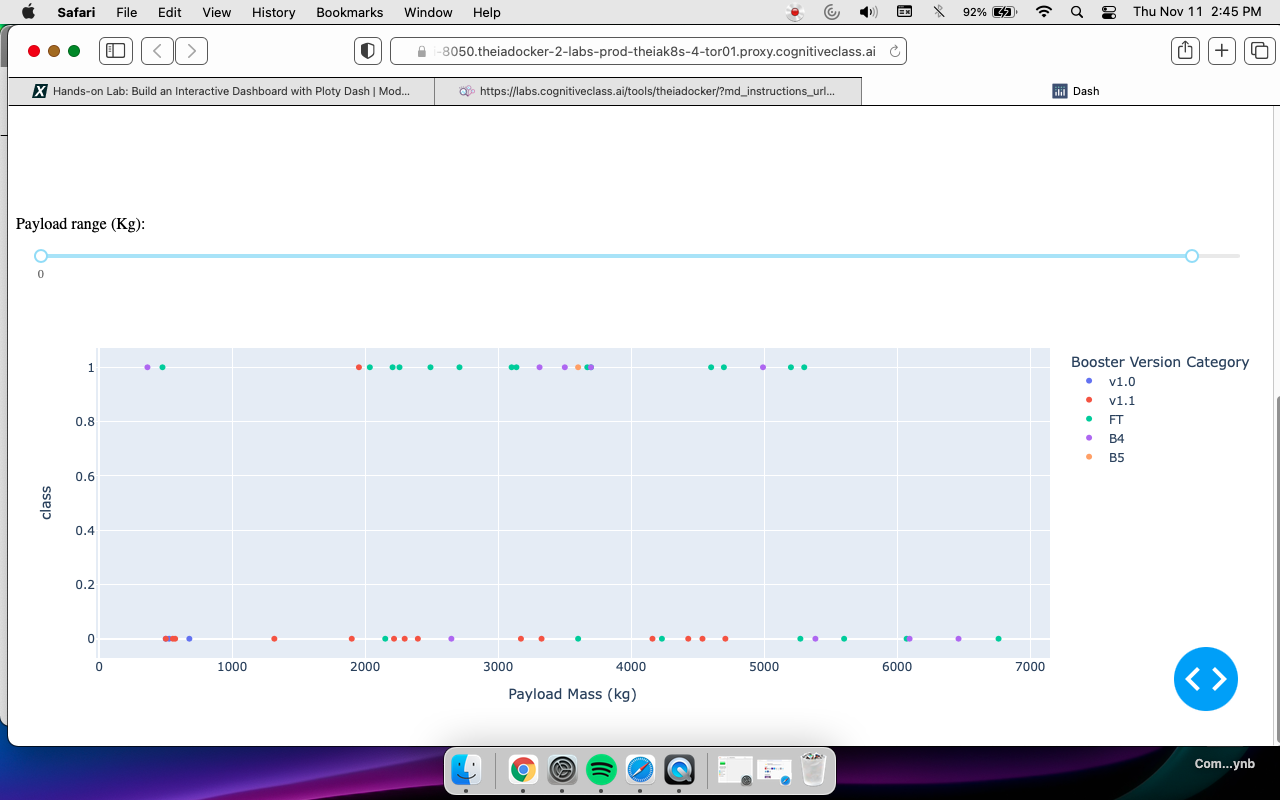 Safari File Edit View History Bookmarks Window Help 92% Thu Nov 11 2:45 PM
-8050.theiadocker-2-labs-prod-theiak8s-4-tor01.proxy.cognitiveclass.ai
Hands-on Lab: Build an Interactive Dashboard with Ploty Dash | Mod... https://labs.cognitiveclass.ai/tools/theiadocker/?md_instructions_url... Dash
Payload range (Kg):
0
Booster Version Category
v1.0
v1.1
FT
B4
B5
1
0.8
0.6
0.4
0.2
0
class
0 1000 2000 3000 4000 5000 6000 7000
Payload Mass (kg)
Com...ynb